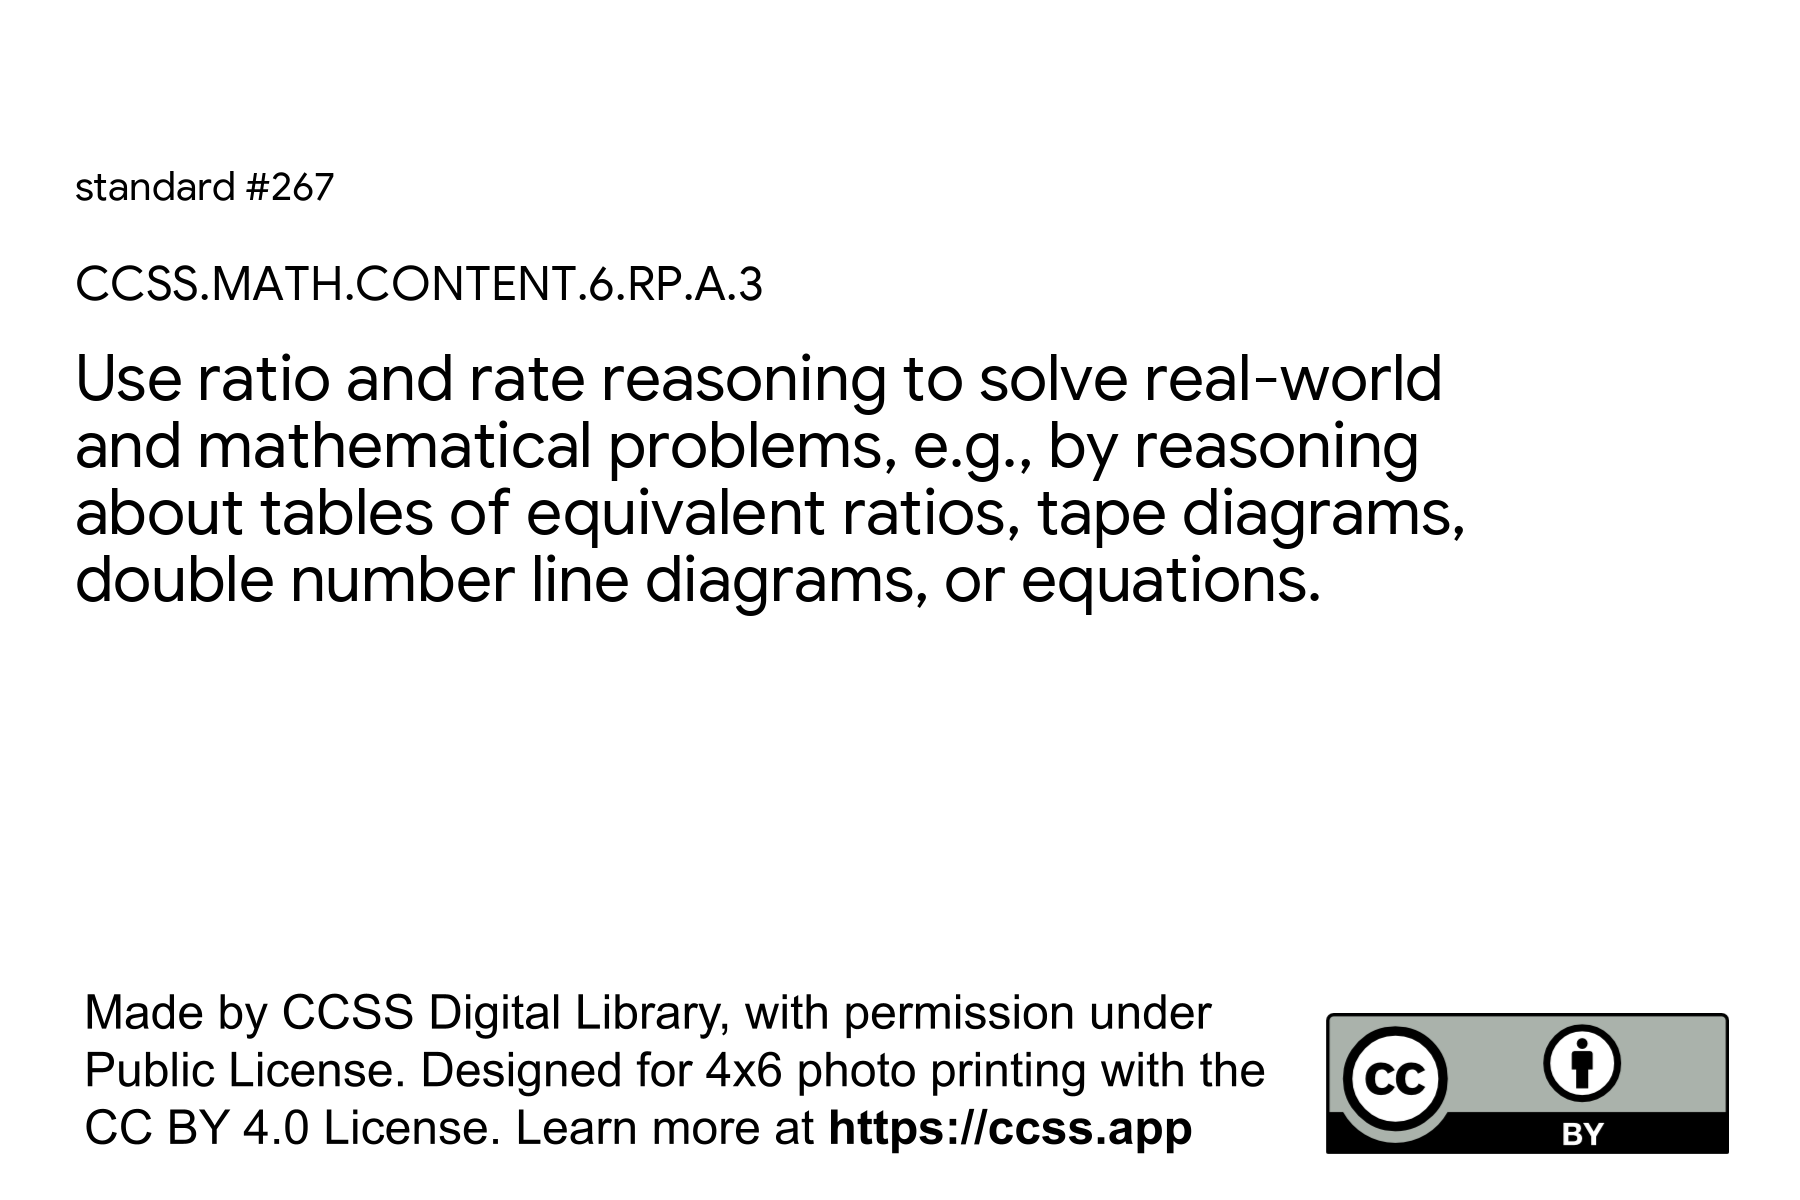 standard #267
CCSS.MATH.CONTENT.6.RP.A.3
Use ratio and rate reasoning to solve real-world
and mathematical problems, e.g., by reasoning
about tables of equivalent ratios, tape diagrams,
double number line diagrams, or equations.
Made by CCSS Digital Library, with permission under
Public License. Designed for 4x6 photo printing with the
CC BY 4.0 License. Learn more at https://ccss.app
CC
BY